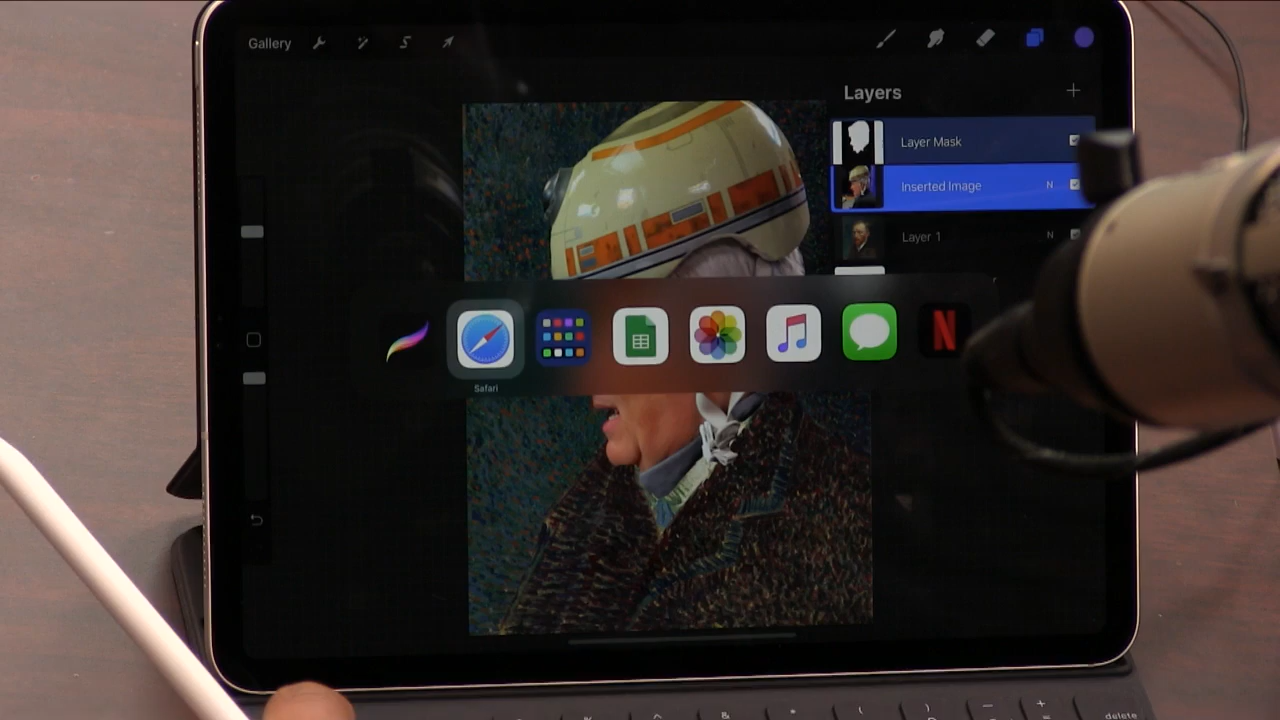 Gallery
Layers
Layer Mask
Inserted Image N
Layer 1 N
Safari
N
^ & * ( ) — +
=
delete